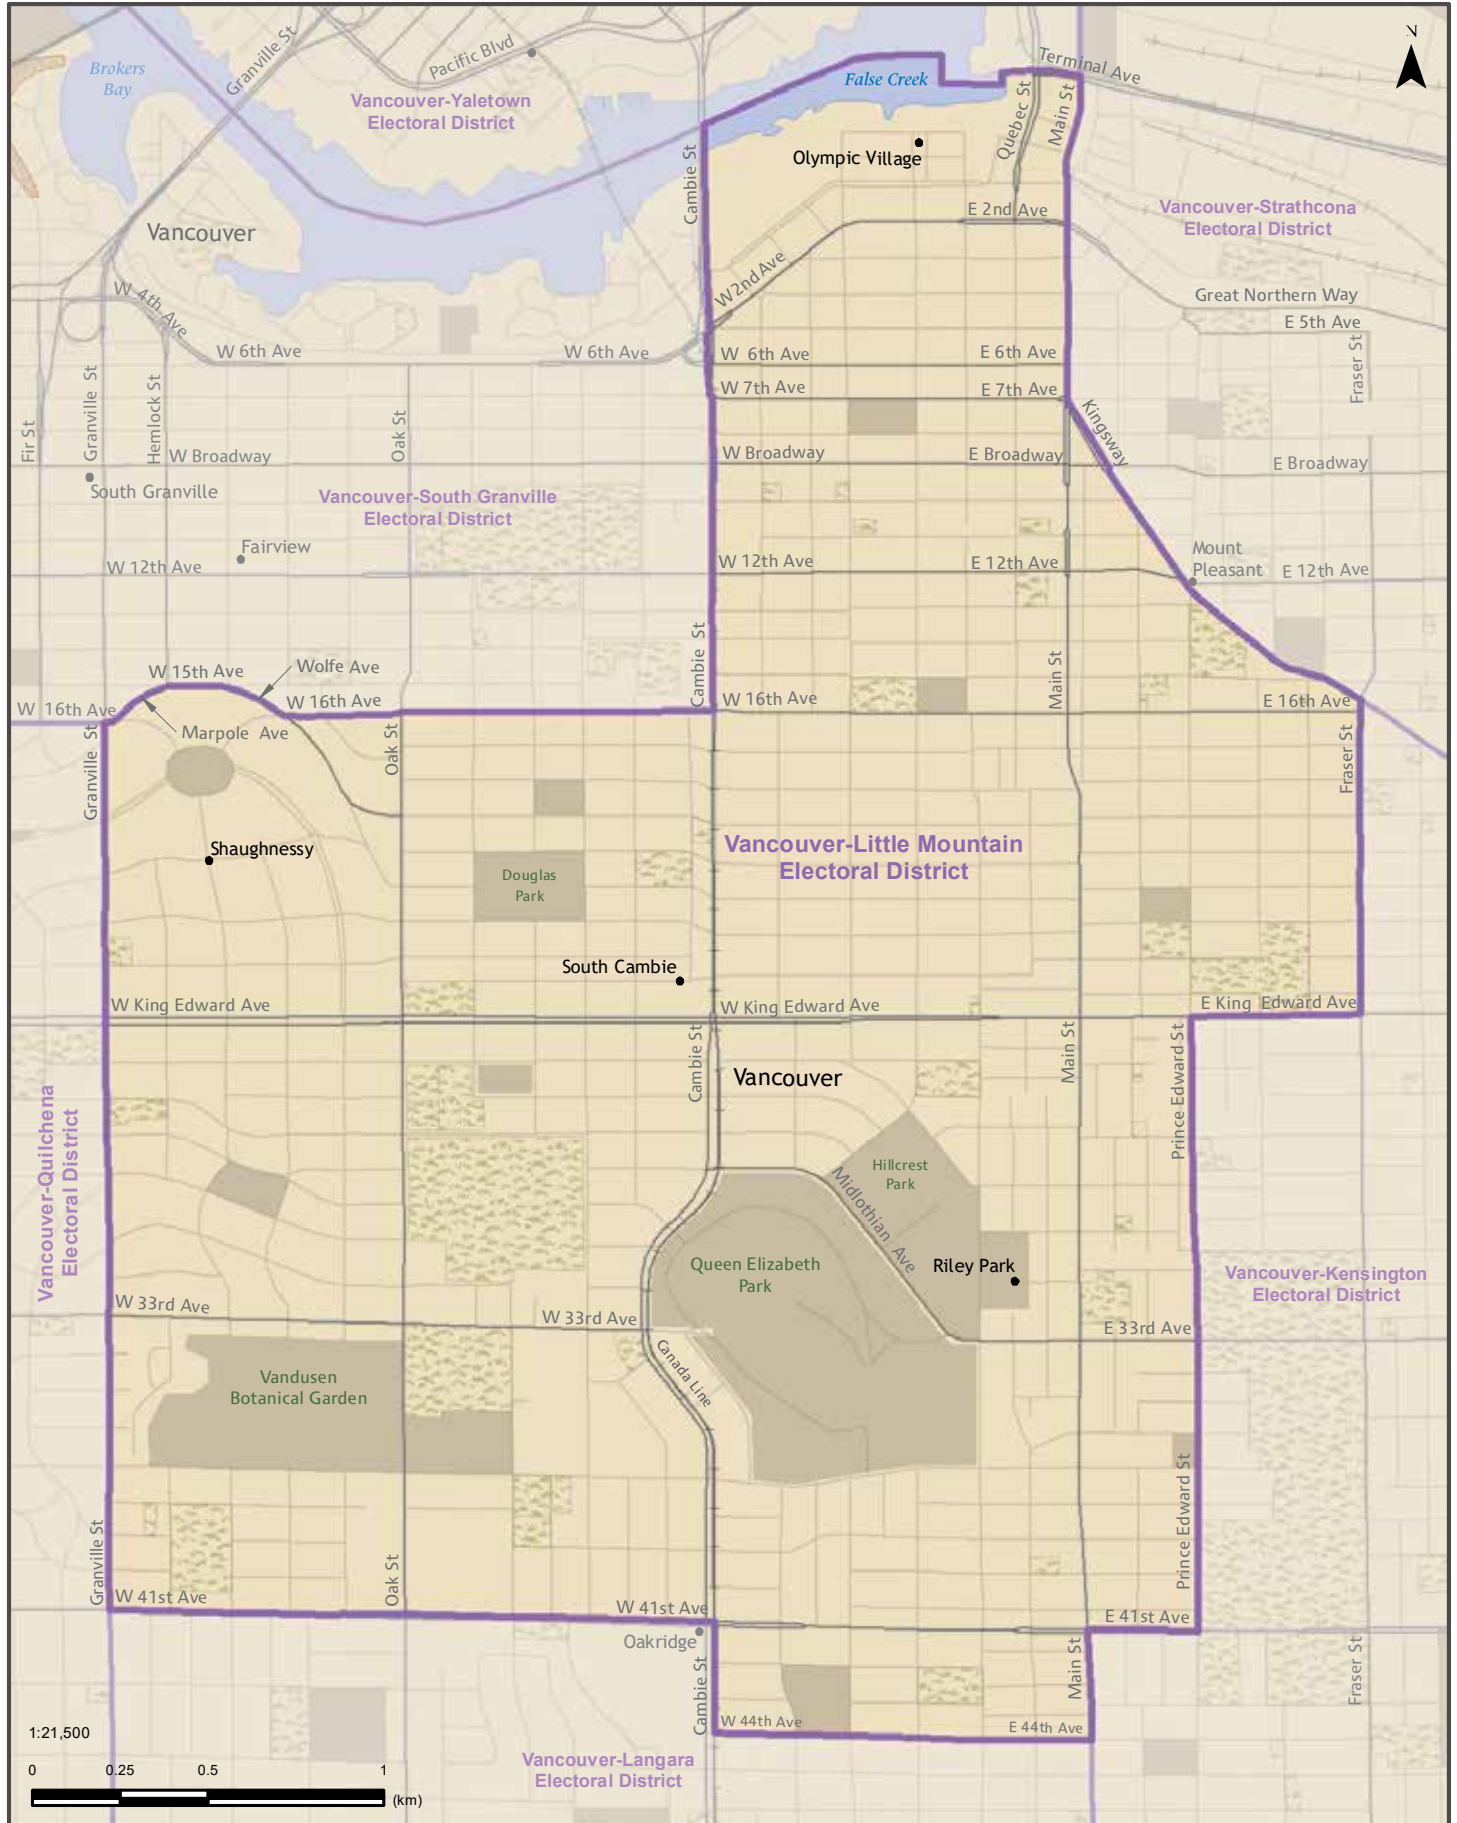 N
Granville St
Pacific Blvd
Terminal Ave
Brokers
Bay
False Creek
Vancouver-Yaletown
Electoral District
Quebec St
Main St
Cambie St
Olympic Village
Vancouver
E 2nd Ave
Vancouver-Strathcona
Electoral District
W 2nd Ave
W 4th Ave
Great Northern Way
E 5th Ave
W 6th Ave
W 6th Ave
W 6th Ave
E 6th Ave
Fraser St
W 7th Ave
E 7th Ave
Kingsway
Fir St
Granville St
Hemlock St
Oak St
W Broadway
W Broadway
E Broadway
E Broadway
South Granville
Vancouver-South Granville
Electoral District
Fairview
Mount
Pleasant
W 12th Ave
W 12th Ave
E 12th Ave
E 12th Ave
W 15th Ave
Wolfe Ave
Cambie St
Main St
W 16th Ave
W 16th Ave
W 16th Ave
E 16th Ave
Marpole Ave
Granville St
Oak St
Fraser St
Shaughnessy
Vancouver-Little Mountain
Electoral District
Douglas
Park
South Cambie
W King Edward Ave
W King Edward Ave
E King Edward Ave
Cambie St
Main St
Prince Edward St
Vancouver
Vancouver-Quilchena
Electoral District
Hillcrest
Park
Midlothian Ave
Queen Elizabeth
Park
Riley Park
Vancouver-Kensington
Electoral District
W 33rd Ave
W 33rd Ave
E 33rd Ave
Canada Line
Vandusen
Botanical Garden
Prince Edward St
Granville St
Oak St
W 41st Ave
W 41st Ave
E 41st Ave
Oakridge
Cambie St
Main St
Fraser St
W 44th Ave
E 44th Ave
1:21,500
Vancouver-Langara
Electoral District
0 0.25 0.5 1
(km)